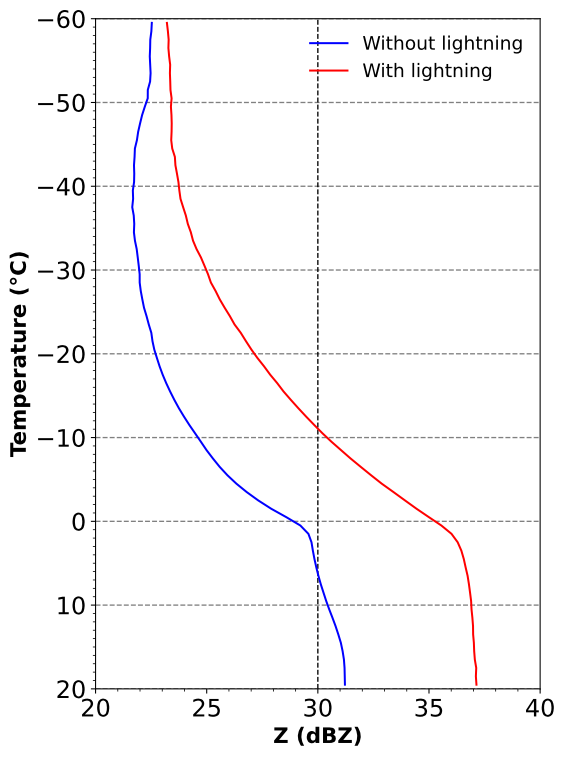 −60
−50
−40
−30
−20
−10
0
10
20
Temperature (°C)
Without lightning
With lightning
20 25 30 35 40
Z (dBZ)